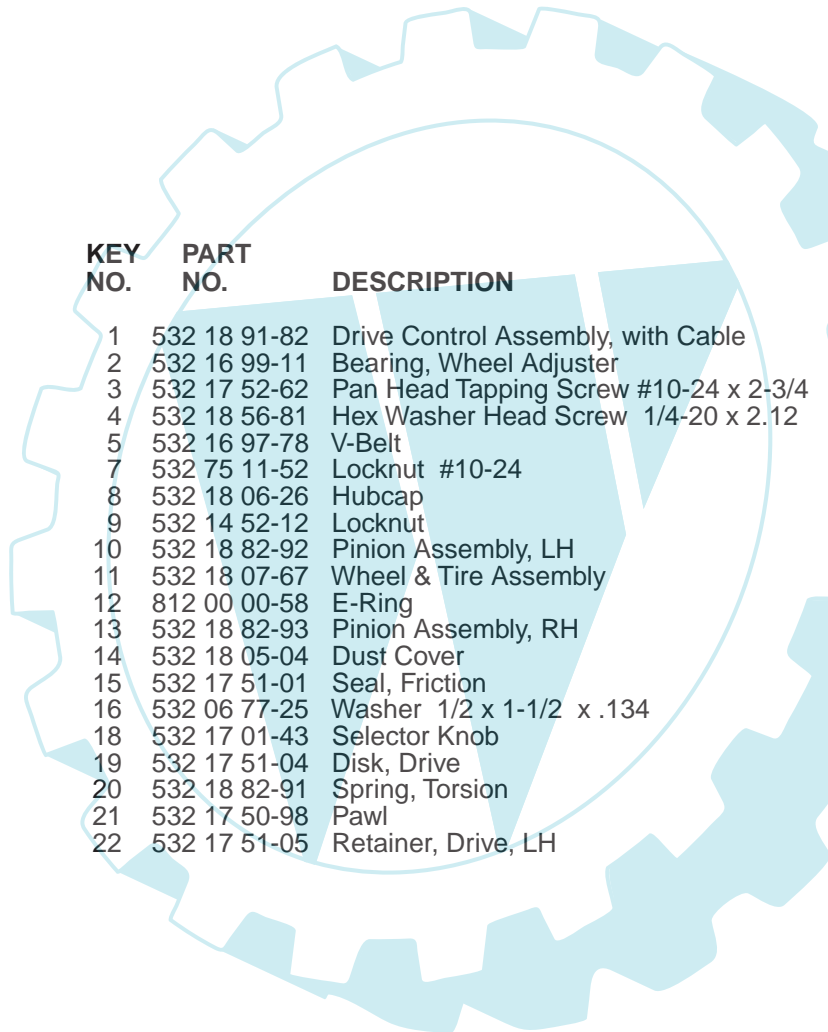 KEY PART
NO. NO. DESCRIPTION
1 532 18 91-82 Drive Control Assembly, with Cable
2 532 16 99-11 Bearing, Wheel Adjuster
3 532 17 52-62 Pan Head Tapping Screw #10-24 x 2-3/4
4 532 18 56-81 Hex Washer Head Screw 1/4-20 x 2.12
5 532 16 97-78 V-Belt
7 532 75 11-52 Locknut #10-24
8 532 18 06-26 Hubcap
9 532 14 52-12 Locknut
10 532 18 82-92 Pinion Assembly, LH
11 532 18 07-67 Wheel & Tire Assembly
12 812 00 00-58 E-Ring
13 532 18 82-93 Pinion Assembly, RH
14 532 18 05-04 Dust Cover
15 532 17 51-01 Seal, Friction
16 532 06 77-25 Washer 1/2 x 1-1/2 x .134
18 532 17 01-43 Selector Knob
19 532 17 51-04 Disk, Drive
20 532 18 82-91 Spring, Torsion
21 532 17 50-98 Pawl
22 532 17 51-05 Retainer, Drive, LH